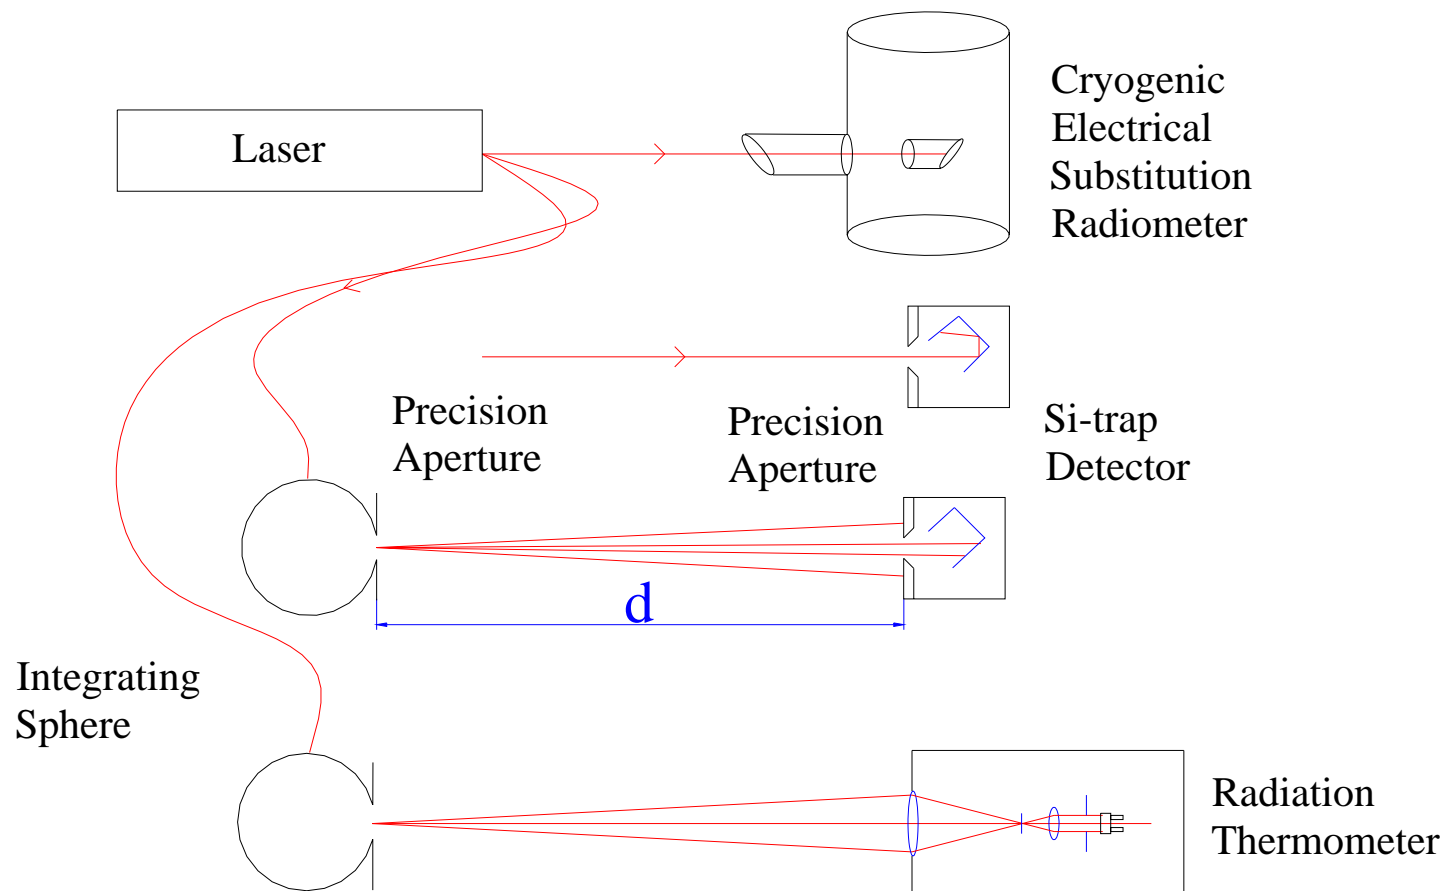 Laser
Cryogenic
Electrical
Substitution
Radiometer
Precision
Aperture
Precision
Aperture
Si-trap
Detector
d
Integrating
Sphere
Radiation
Thermometer